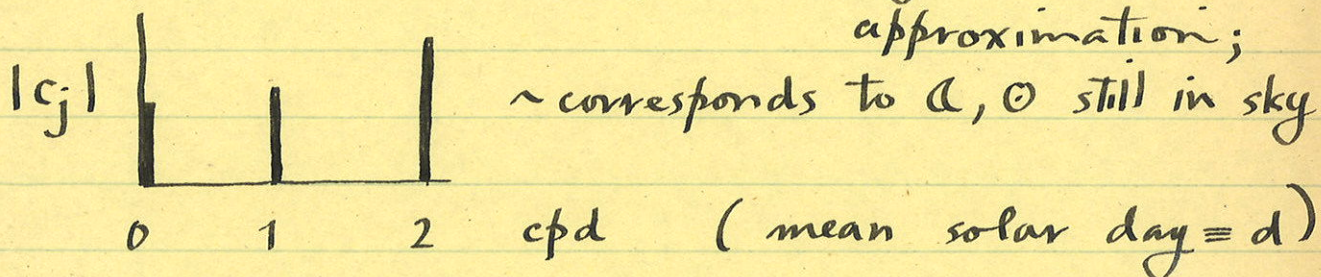 approximation;
|cj| ~ corresponds to ☾, ⊙ still in sky
0 1 2 cpd ( mean solar day ≡ d )